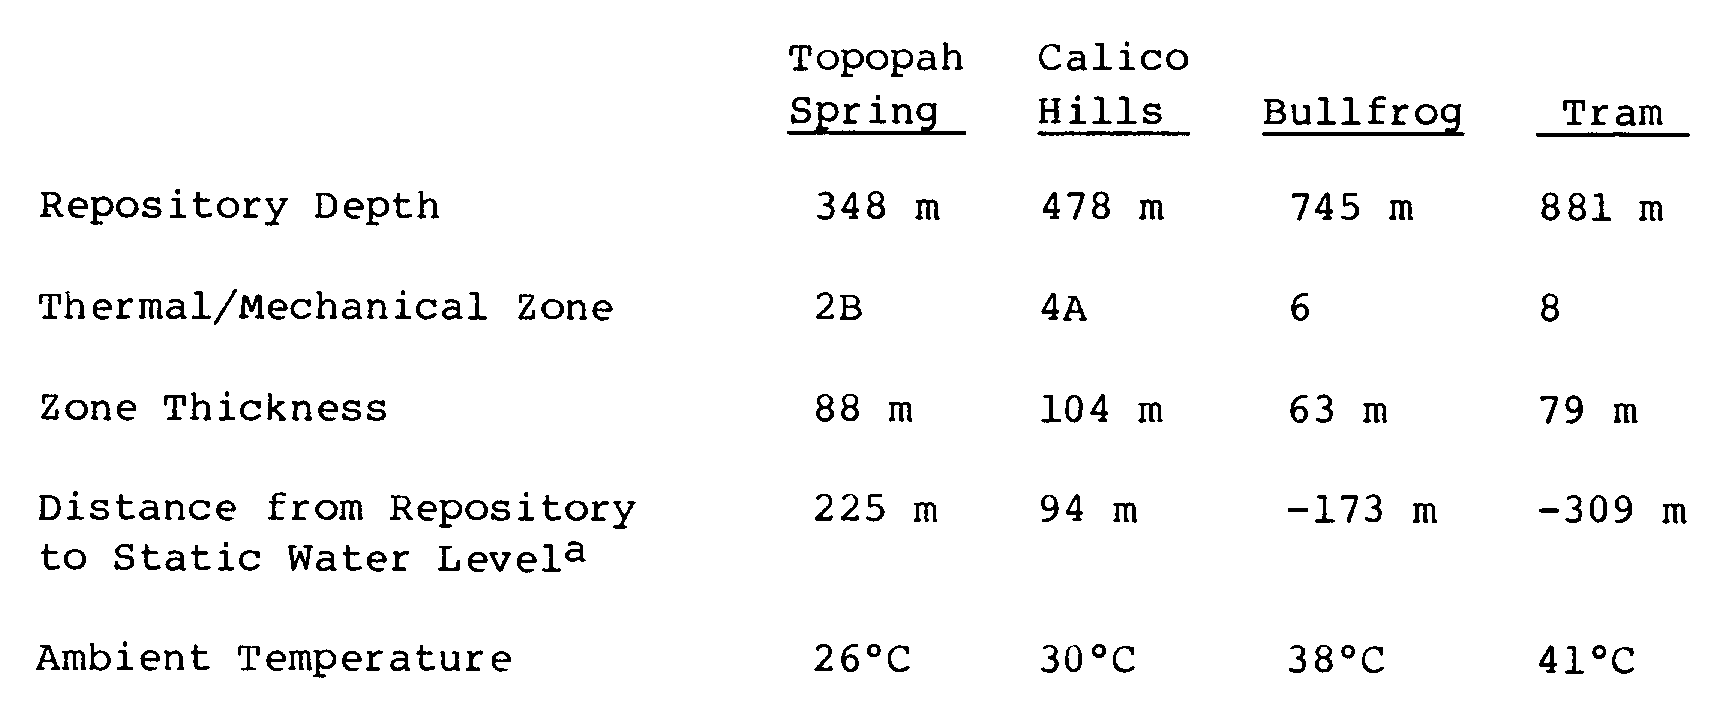 Topopah Calico
Spring Hills Bullfrog Tram
Repository Depth 348 m 478 m 745 m 881 m
Thermal/Mechanical Zone 2B 4A 6 8
Zone Thickness 88 m 104 m 63 m 79 m
Distance from Repository 225 m 94 m -173 m -309 m
to Static Water Levelᵃ
Ambient Temperature 26°C 30°C 38°C 41°C